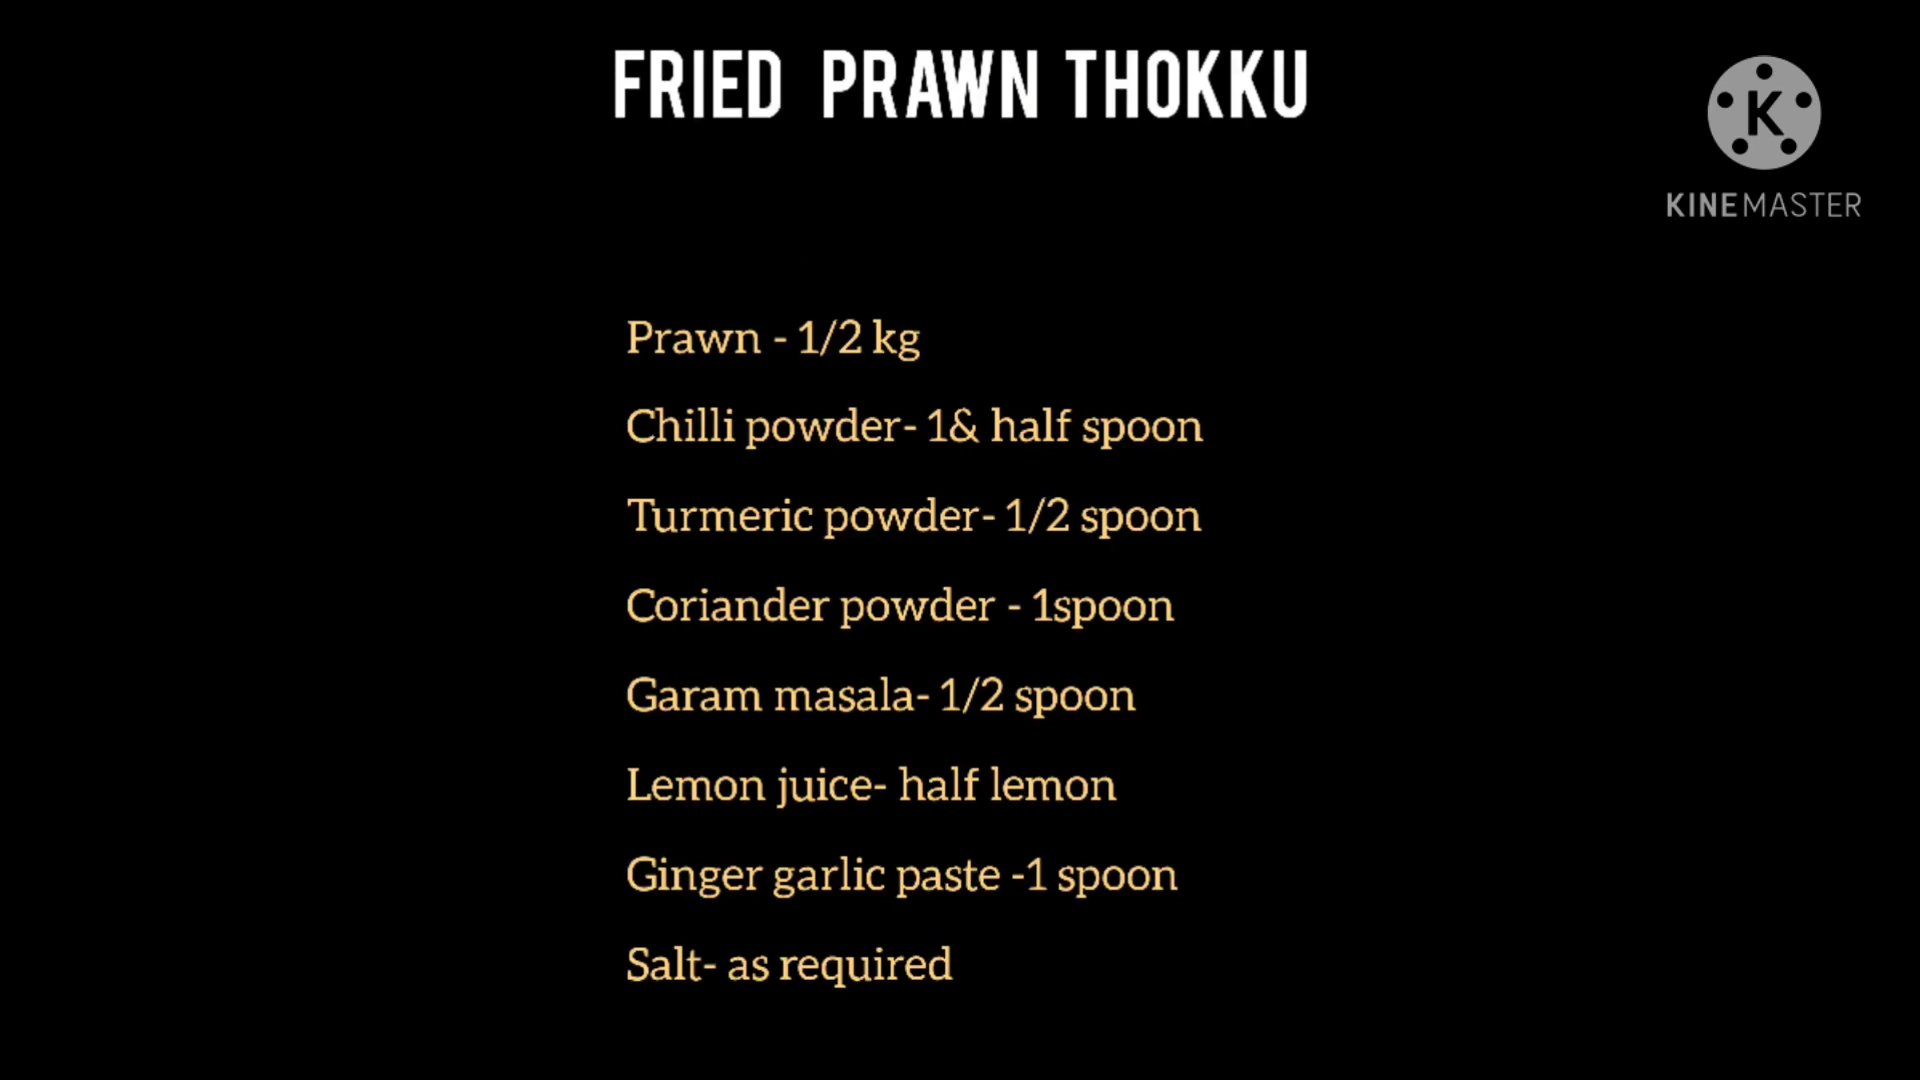 FRIED PRAWN THOKKU
K
KINEMASTER
Prawn - 1/2 kg
Chilli powder- 1& half spoon
Turmeric powder- 1/2 spoon
Coriander powder - 1spoon
Garam masala- 1/2 spoon
Lemon juice- half lemon
Ginger garlic paste -1 spoon
Salt- as required